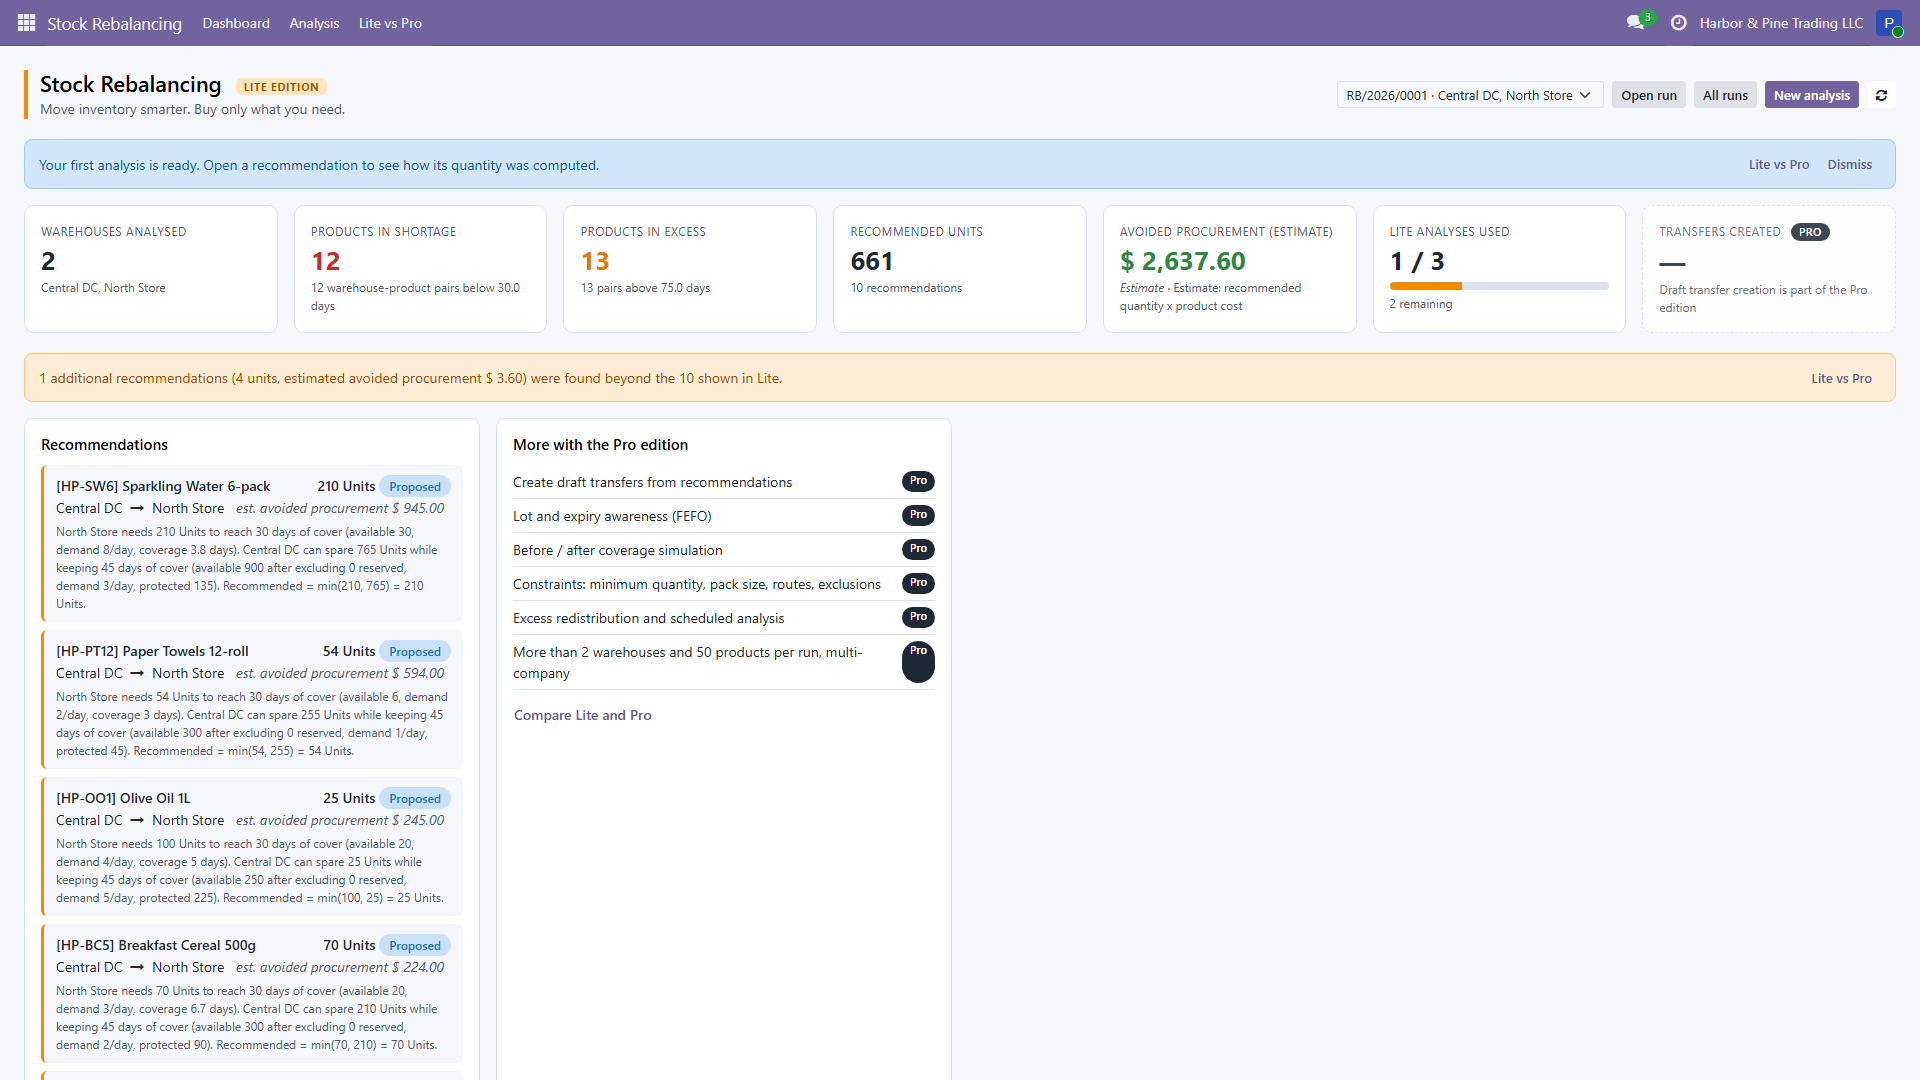 Stock Rebalancing Dashboard Analysis Lite vs Pro 3 Harbor & Pine Trading LLC P
Stock Rebalancing LITE EDITION
Move inventory smarter. Buy only what you need.
RB/2026/0001 · Central DC, North Store Open run All runs New analysis
Your first analysis is ready. Open a recommendation to see how its quantity was computed. Lite vs Pro Dismiss
WAREHOUSES ANALYSED
2
Central DC, North Store
PRODUCTS IN SHORTAGE
12
12 warehouse-product pairs below 30.0
days
PRODUCTS IN EXCESS
13
13 pairs above 75.0 days
RECOMMENDED UNITS
661
10 recommendations
AVOIDED PROCUREMENT (ESTIMATE)
$ 2,637.60
Estimate · Estimate: recommended
quantity x product cost
LITE ANALYSES USED
1 / 3
2 remaining
TRANSFERS CREATED PRO
—
Draft transfer creation is part of the Pro
edition
1 additional recommendations (4 units, estimated avoided procurement $ 3.60) were found beyond the 10 shown in Lite. Lite vs Pro
Recommendations
[HP-SW6] Sparkling Water 6-pack 210 Units Proposed
Central DC → North Store est. avoided procurement $ 945.00
North Store needs 210 Units to reach 30 days of cover (available 30,
demand 8/day, coverage 3.8 days). Central DC can spare 765 Units while
keeping 45 days of cover (available 900 after excluding 0 reserved,
demand 3/day, protected 135). Recommended = min(210, 765) = 210
Units.
[HP-PT12] Paper Towels 12-roll 54 Units Proposed
Central DC → North Store est. avoided procurement $ 594.00
North Store needs 54 Units to reach 30 days of cover (available 6, demand
2/day, coverage 3 days). Central DC can spare 255 Units while keeping 45
days of cover (available 300 after excluding 0 reserved, demand 1/day,
protected 45). Recommended = min(54, 255) = 54 Units.
[HP-OO1] Olive Oil 1L 25 Units Proposed
Central DC → North Store est. avoided procurement $ 245.00
North Store needs 100 Units to reach 30 days of cover (available 20,
demand 4/day, coverage 5 days). Central DC can spare 25 Units while
keeping 45 days of cover (available 250 after excluding 0 reserved,
demand 5/day, protected 225). Recommended = min(100, 25) = 25 Units.
[HP-BC5] Breakfast Cereal 500g 70 Units Proposed
Central DC → North Store est. avoided procurement $ 224.00
North Store needs 70 Units to reach 30 days of cover (available 20,
demand 3/day, coverage 6.7 days). Central DC can spare 210 Units while
keeping 45 days of cover (available 300 after excluding 0 reserved,
demand 2/day, protected 90). Recommended = min(70, 210) = 70 Units.
More with the Pro edition
Create draft transfers from recommendations Pro
Lot and expiry awareness (FEFO) Pro
Before / after coverage simulation Pro
Constraints: minimum quantity, pack size, routes, exclusions Pro
Excess redistribution and scheduled analysis Pro
More than 2 warehouses and 50 products per run, multi- Pro
company
Compare Lite and Pro